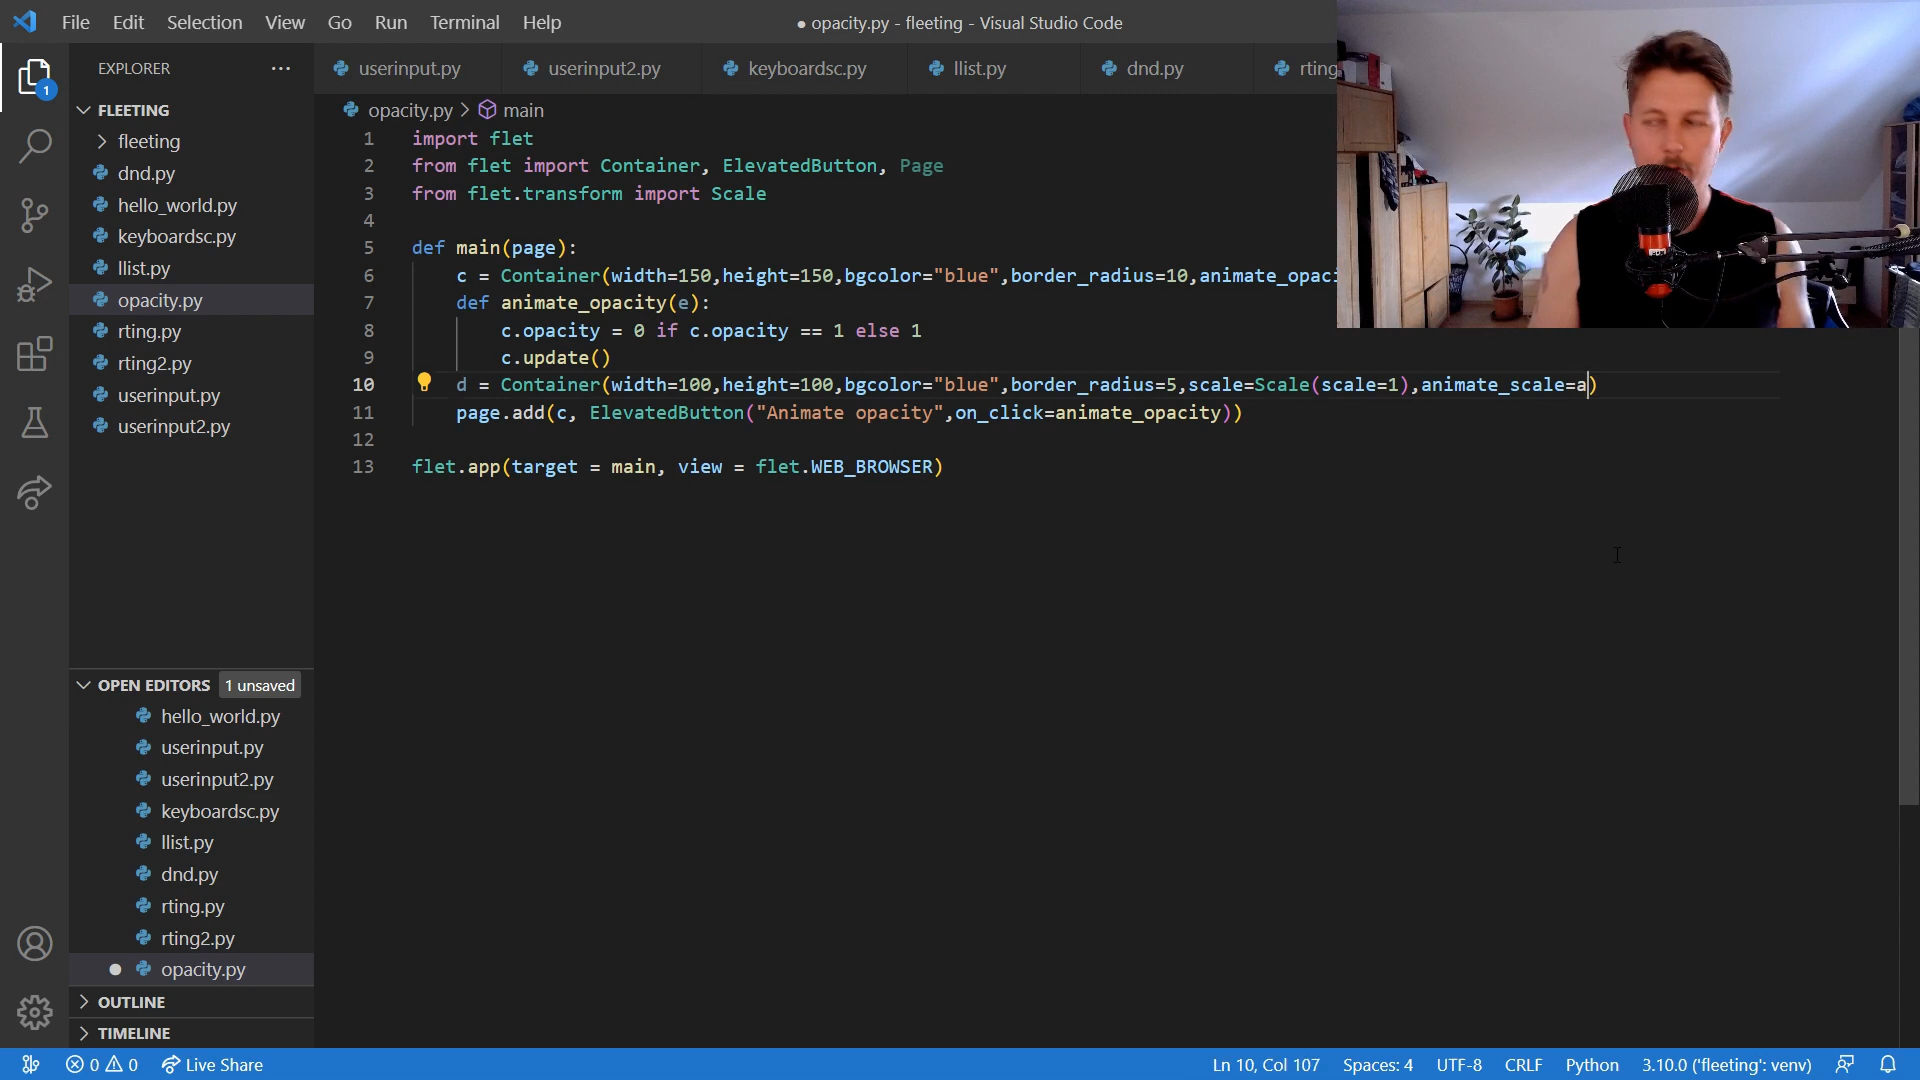 File Edit Selection View Go Run Terminal Help
● opacity.py - fleeting - Visual Studio Code
EXPLORER
userinput.py userinput2.py keyboardsc.py llist.py dnd.py rting
1
FLEETING
fleeting
dnd.py
hello_world.py
keyboardsc.py
llist.py
opacity.py
rting.py
rting2.py
userinput.py
userinput2.py
OPEN EDITORS 1 unsaved
hello_world.py
userinput.py
userinput2.py
keyboardsc.py
llist.py
dnd.py
rting.py
rting2.py
opacity.py
OUTLINE
TIMELINE
opacity.py > main
1 import flet
2 from flet import Container, ElevatedButton, Page
3 from flet.transform import Scale
4
5 def main(page):
6 c = Container(width=150,height=150,bgcolor="blue",border_radius=10,animate_opaci
7 def animate_opacity(e):
8 c.opacity = 0 if c.opacity == 1 else 1
9 c.update()
10 d = Container(width=100,height=100,bgcolor="blue",border_radius=5,scale=Scale(scale=1),animate_scale=a)
11 page.add(c, ElevatedButton("Animate opacity",on_click=animate_opacity))
12
13 flet.app(target = main, view = flet.WEB_BROWSER)
0 0 Live Share Ln 10, Col 107 Spaces: 4 UTF-8 CRLF Python 3.10.0 ('fleeting': venv)